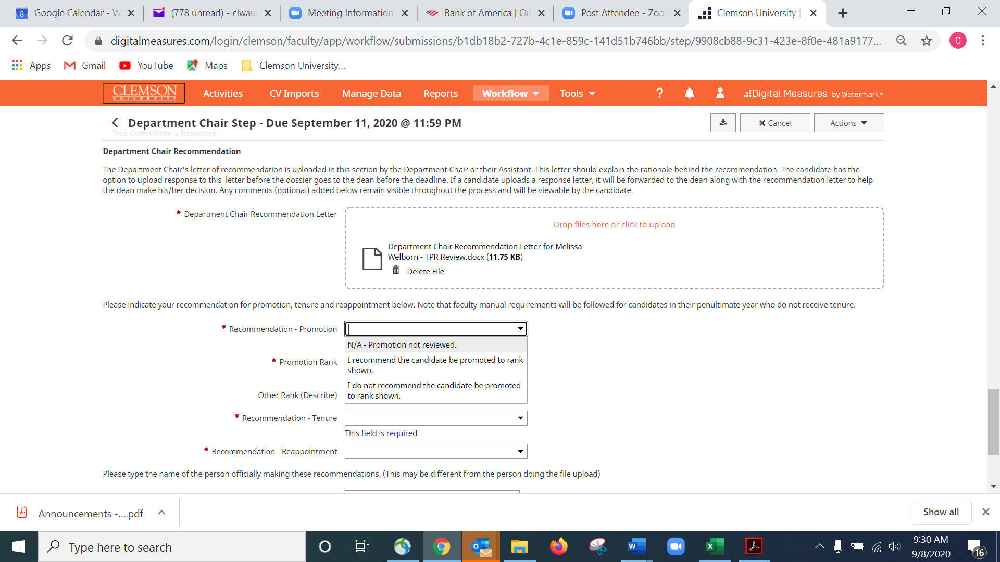 8 Google Calendar - W
(778 unread) - clwau
Meeting Information
Bank of America | On
Post Attendee - Zoo
Clemson University |
digitalmeasures.com/login/clemson/faculty/app/workflow/submissions/b1db18b2-727b-4c1e-859c-141d51b746bb/step/9908cb88-9c31-423e-8f0e-481a9177...
C
Apps Gmail YouTube Maps Clemson University...
CLEMSON
UNIVERSITY
Activities CV Imports Manage Data Reports Workflow Tools ? Digital Measures by Watermark™
Department Chair Step - Due September 11, 2020 @ 11:59 PM
Cancel
Actions
This Committee's Response
Department Chair Recommendation
The Department Chair's letter of recommendation is uploaded in this section by the Department Chair or their Assistant. This letter should explain the rationale behind the recommendation. The candidate has the
option to upload response to this letter before the dossier goes to the dean before the deadline. If a candidate uploads a response letter, it will be forwarded to the dean along with the recommendation letter to help
the dean make his/her decision. Any comments (optional) added below remain visible throughout the process and will be viewable by the candidate.
* Department Chair Recommendation Letter
Drop files here or click to upload
Department Chair Recommendation Letter for Melissa
Welborn - TPR Review.docx (11.75 KB)
Delete File
Please indicate your recommendation for promotion, tenure and reappointment below. Note that faculty manual requirements will be followed for candidates in their penultimate year who do not receive tenure.
* Recommendation - Promotion
N/A - Promotion not reviewed.
I recommend the candidate be promoted to rank
shown.
* Promotion Rank
I do not recommend the candidate be promoted
to rank shown.
Other Rank (Describe)
* Recommendation - Tenure
This field is required
* Recommendation - Reappointment
Please type the name of the person officially making these recommendations. (This may be different from the person doing the file upload)
Announcements -....pdf
Show all
Type here to search
9:30 AM
9/8/2020
16